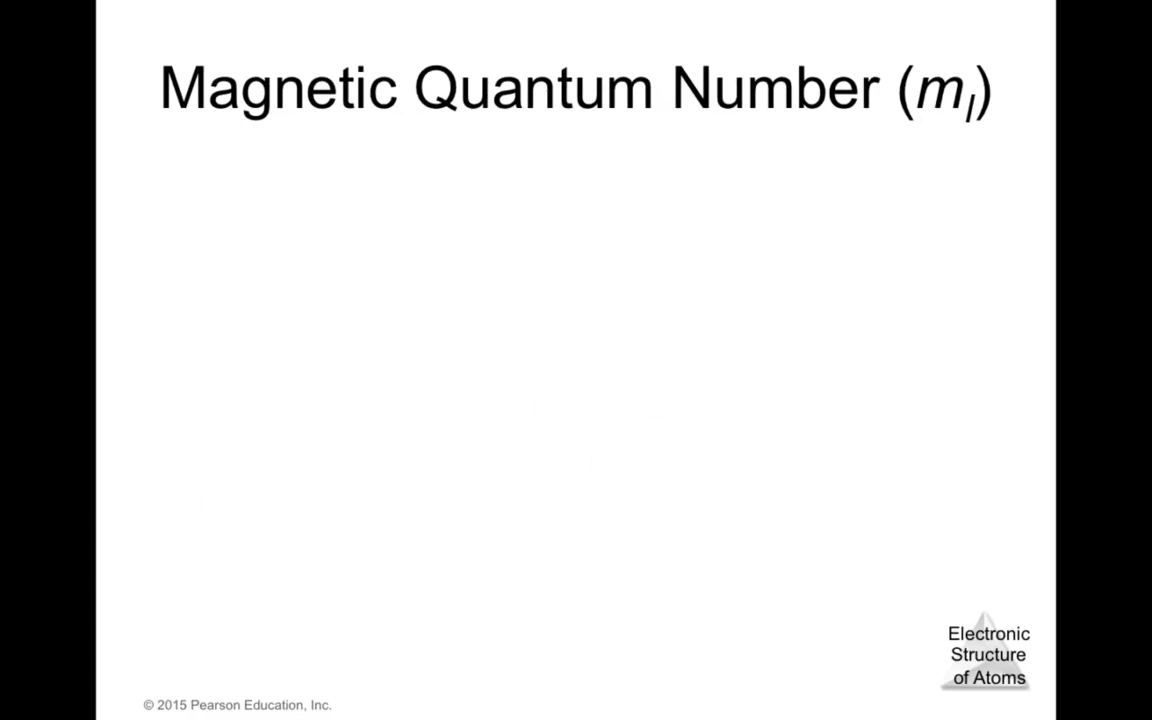 Magnetic Quantum Number (mₗ)
Electronic
Structure
of Atoms
© 2015 Pearson Education, Inc.